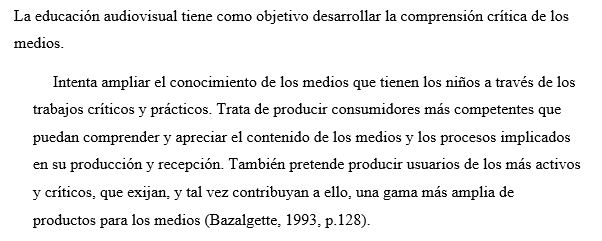 La educación audiovisual tiene como objetivo desarrollar la comprensión crítica de los
medios.
Intenta ampliar el conocimiento de los medios que tienen los niños a través de los
trabajos críticos y prácticos. Trata de producir consumidores más competentes que
puedan comprender y apreciar el contenido de los medios y los procesos implicados
en su producción y recepción. También pretende producir usuarios de los más activos
y críticos, que exijan, y tal vez contribuyan a ello, una gama más amplia de
productos para los medios (Bazalgette, 1993, p.128).